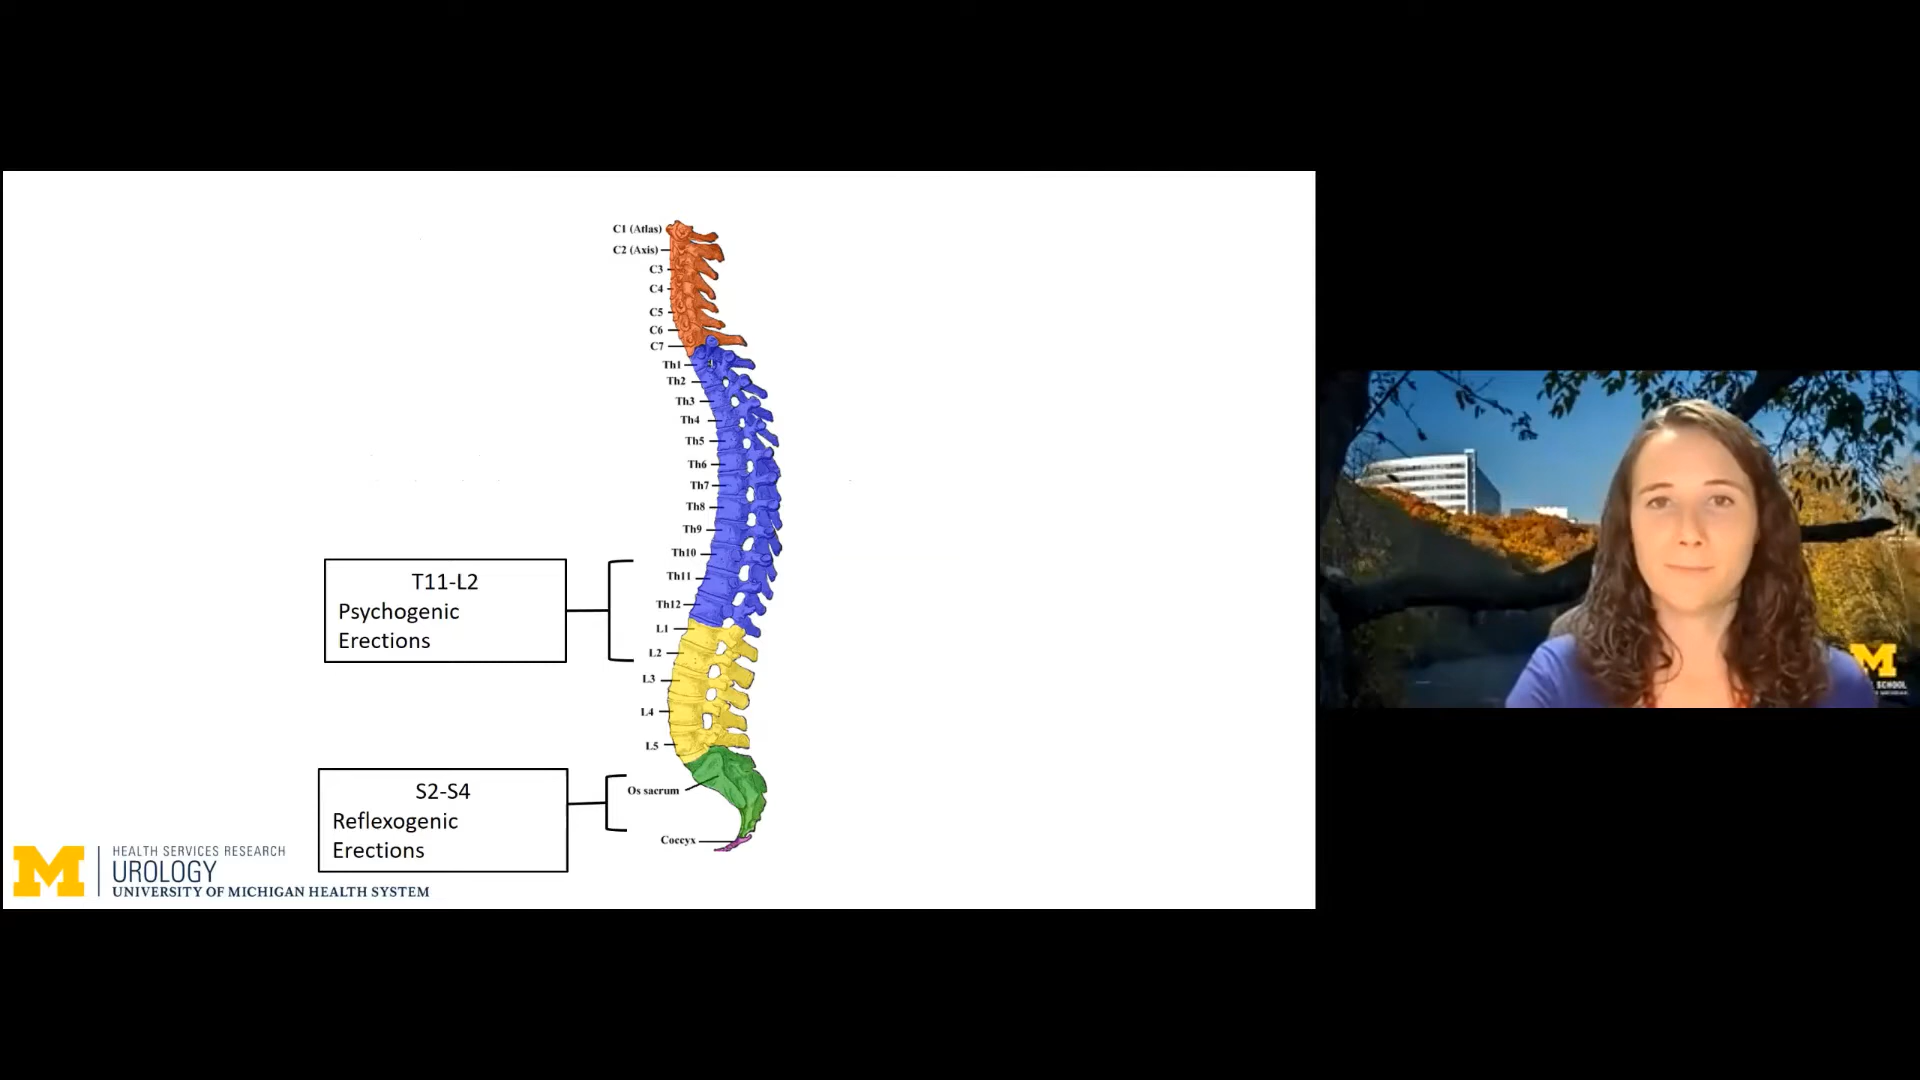 C1 (Atlas)
C2 (Axis)
C3
C4
C5
C6
C7
Th1
Th2
Th3
Th4
Th5
Th6
Th7
Th8
Th9
Th10
Th11
Th12
L1
L2
L3
L4
L5
Os sacrum
Coccyx
T11-L2
Psychogenic
Erections
S2-S4
Reflexogenic
Erections
M
HEALTH SERVICES RESEARCH
UROLOGY
UNIVERSITY OF MICHIGAN HEALTH SYSTEM
M
SCHOOL